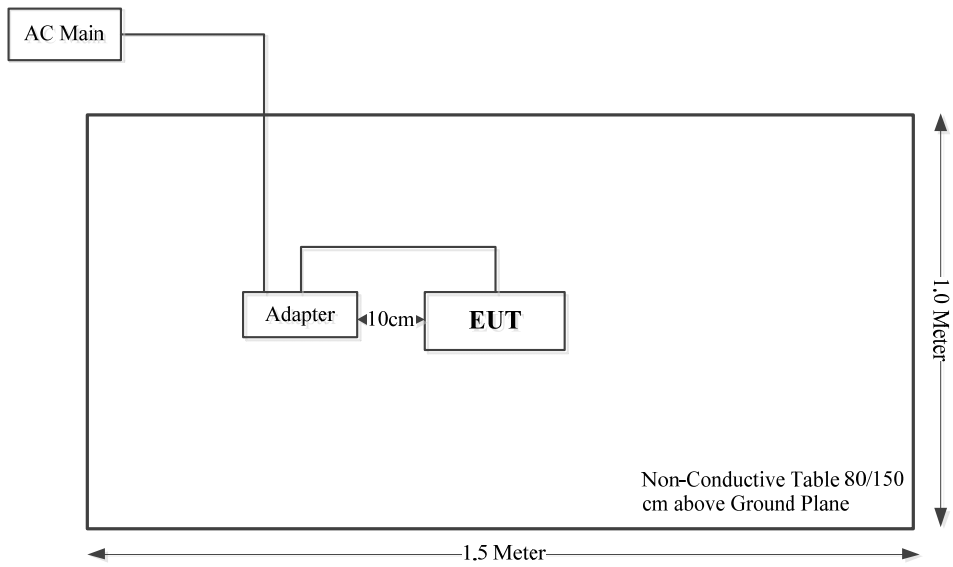 AC Main
Adapter
10cm
EUT
1.0 Meter
Non-Conductive Table 80/150
cm above Ground Plane
1.5 Meter